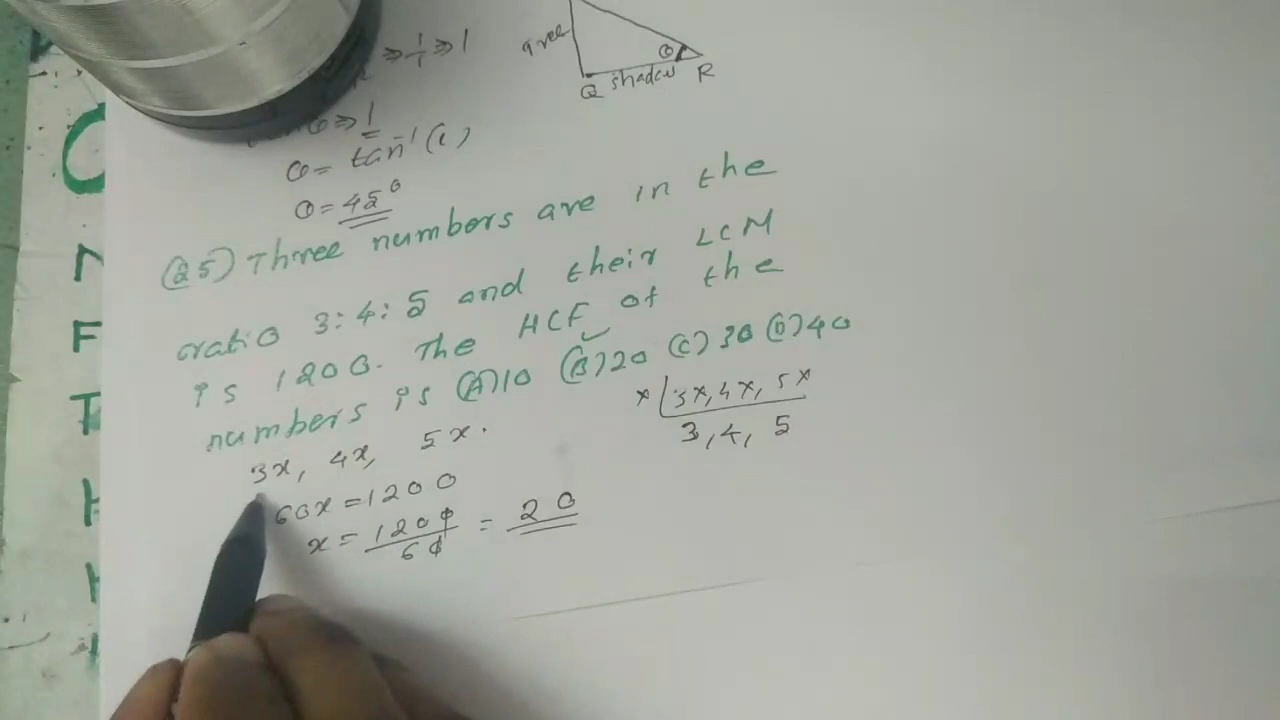 ⇒ 1/1 ⇒ 1
⇒ 1
θ = tan⁻¹(1)
θ = 45°
Q shadow R
θ
(25) Three numbers are in the
ratio 3:4:5 and their LCM
is 1200. The HCF of the
numbers is (A) 10 (B) 20 (C) 30 (D) 40
3x, 4x, 5x.
60x = 1200
x = 1200/60 = 20
x | 3x, 4x, 5x
3, 4, 5